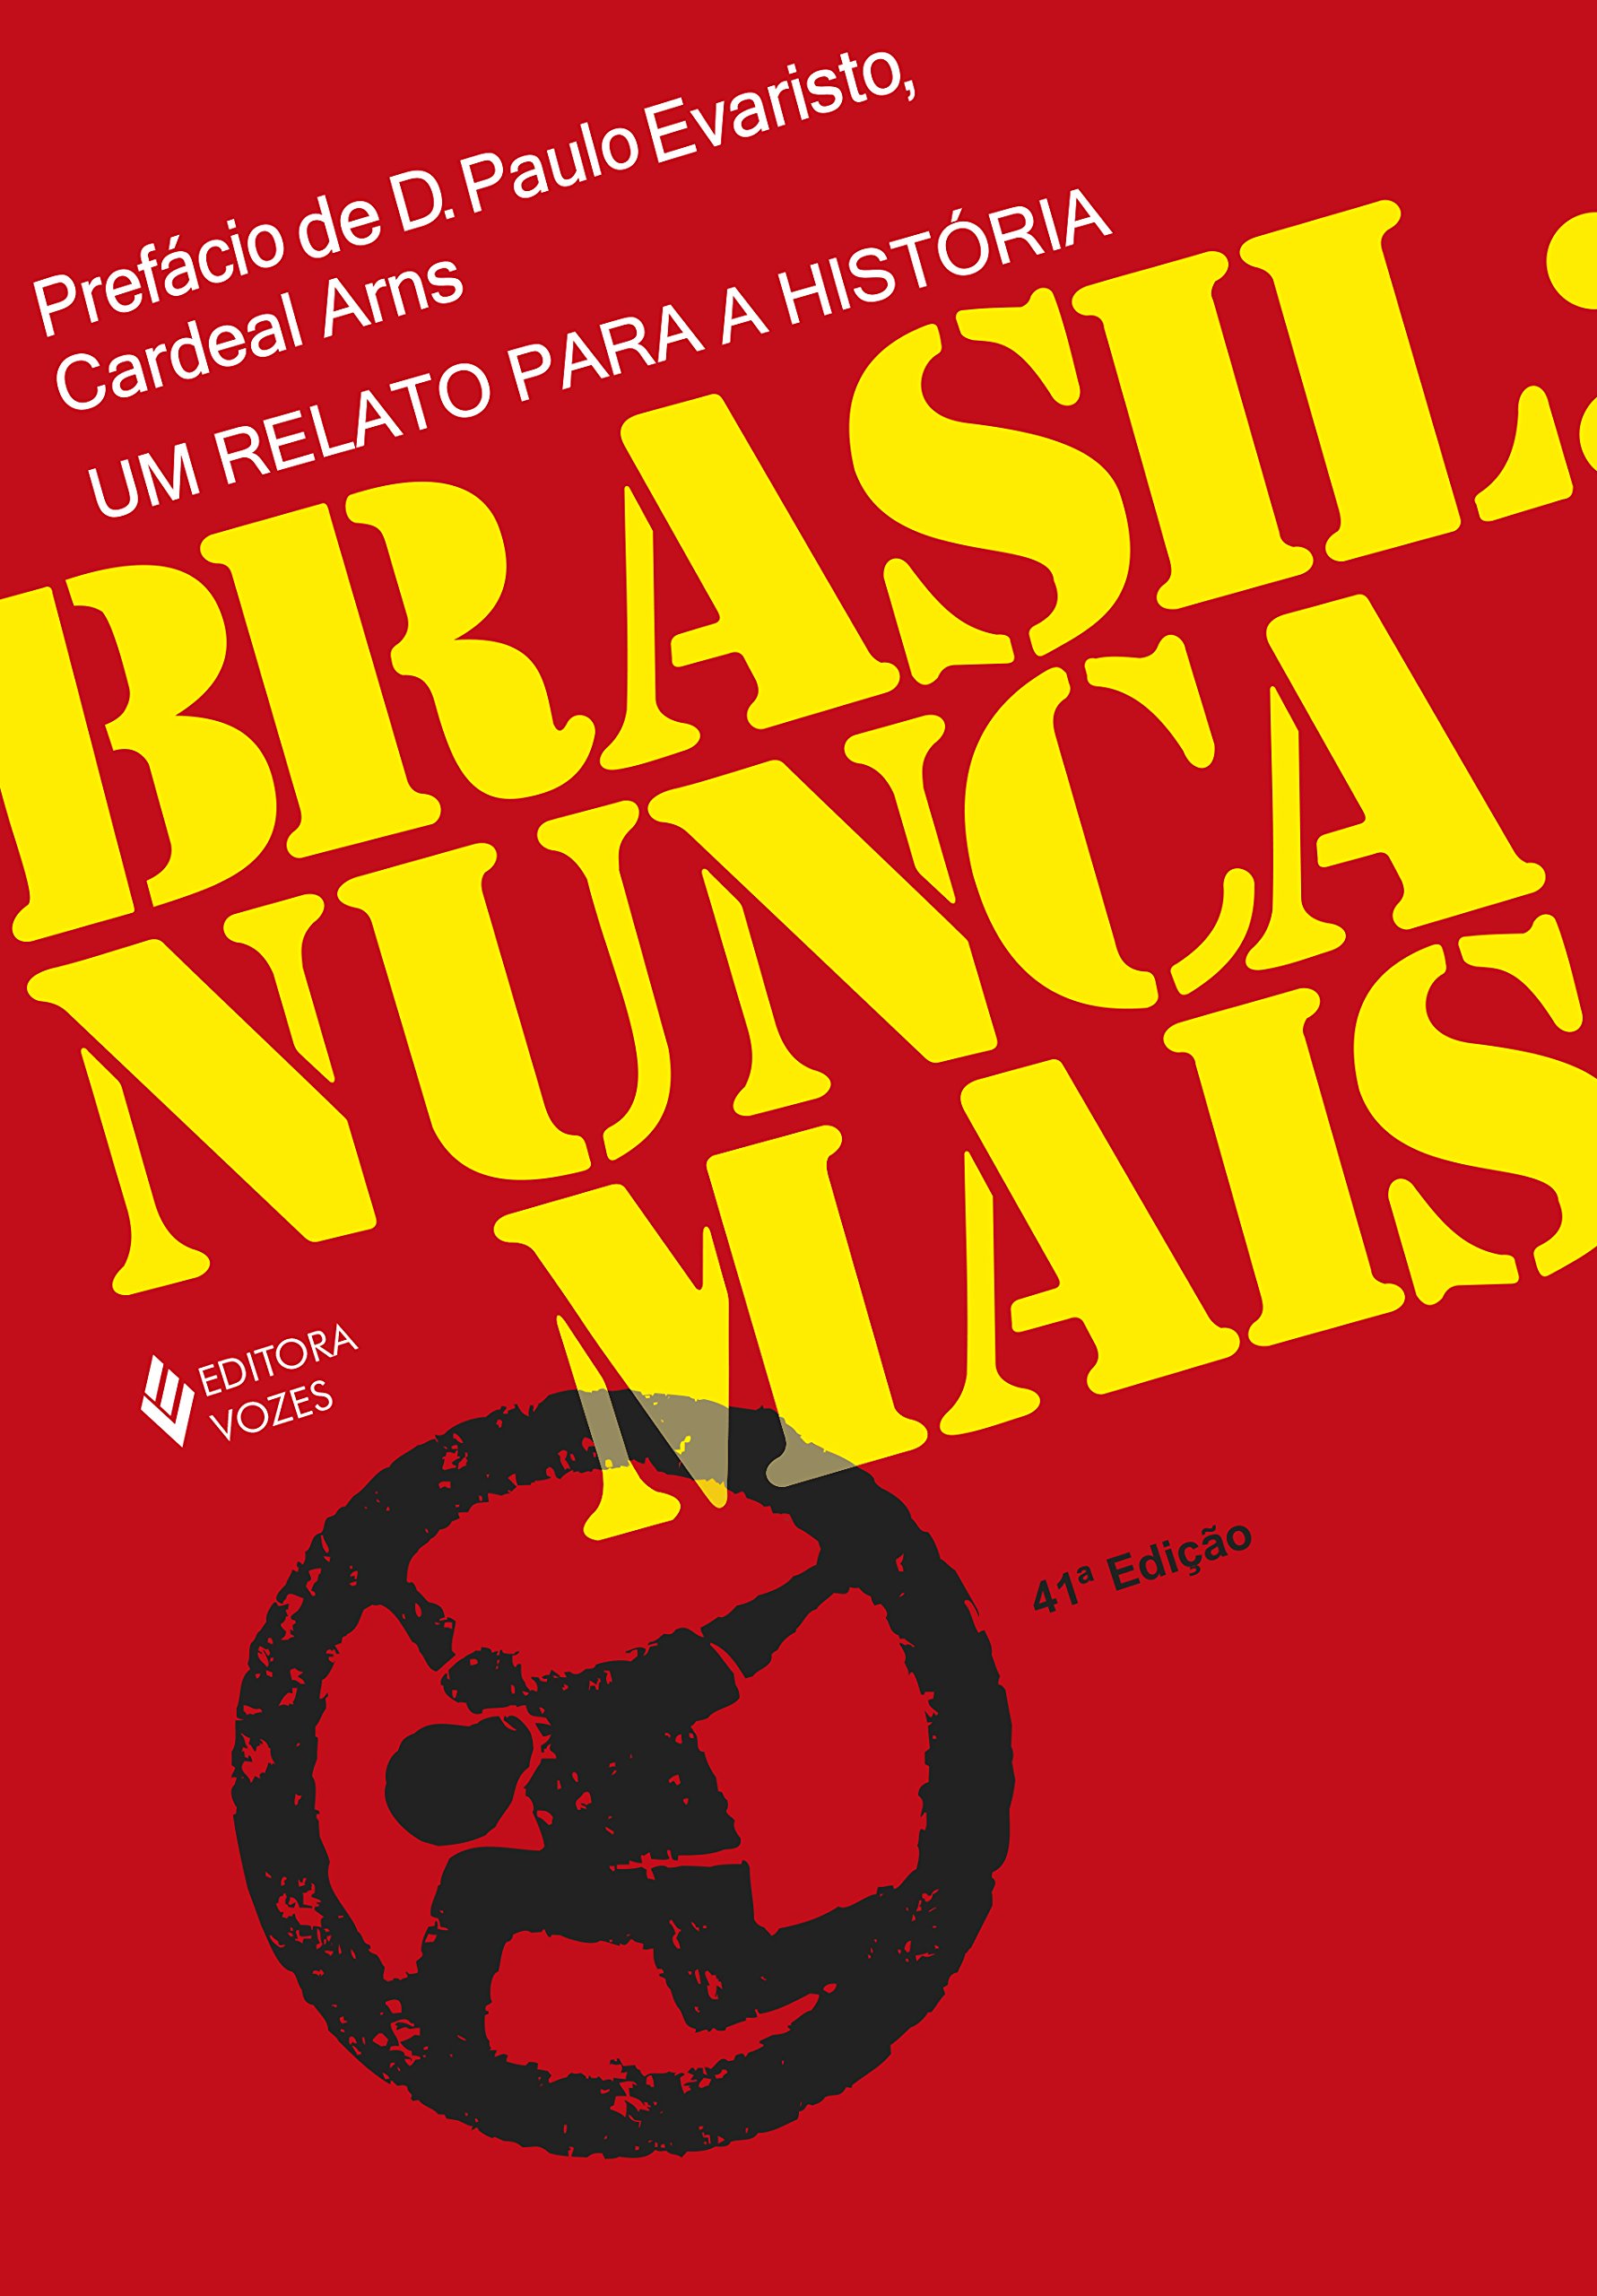 Prefácio de D. Paulo Evaristo,
Cardeal Arns
UM RELATO PARA A HISTÓRIA
BRASIL:
NUNCA
MAIS
EDITORA
VOZES
41ª Edição